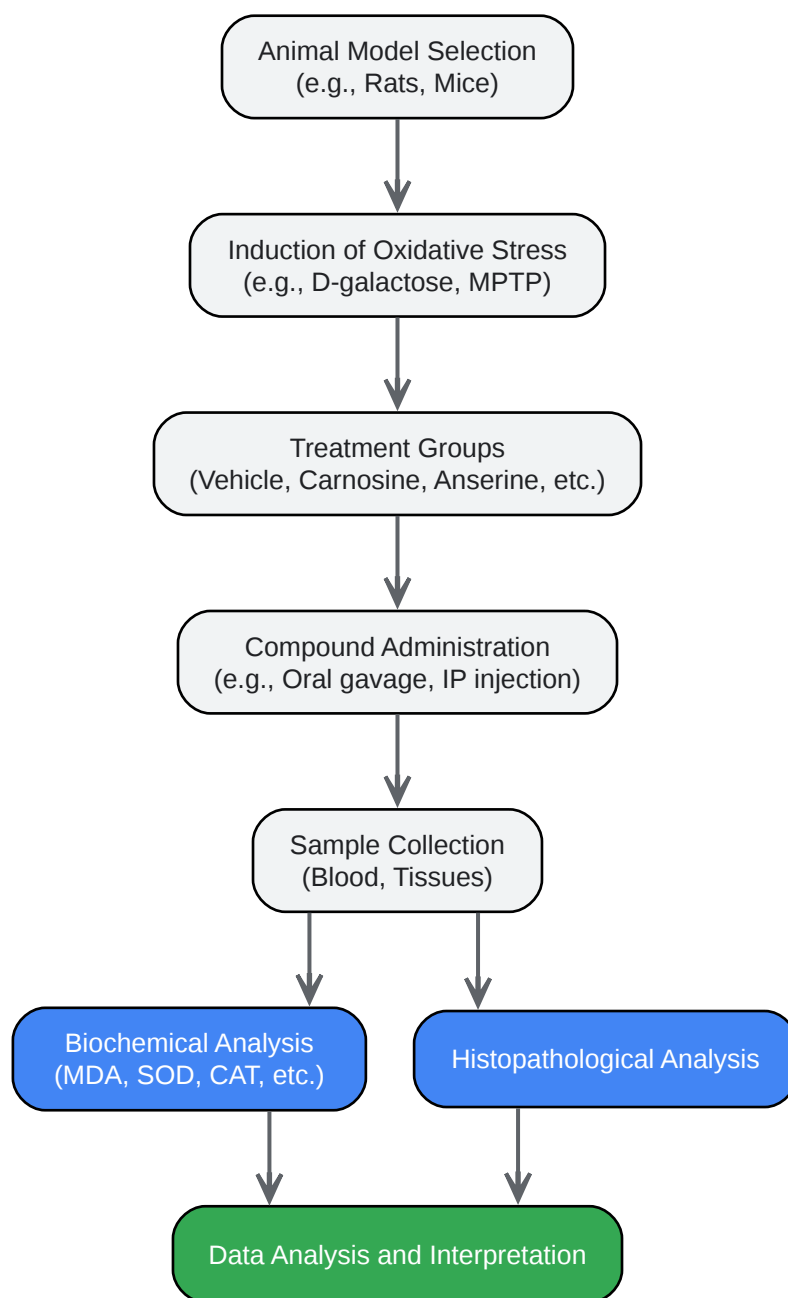 Animal Model Selection
(e.g., Rats, Mice)
Induction of Oxidative Stress
(e.g., D-galactose, MPTP)
Treatment Groups
(Vehicle, Carnosine, Anserine, etc.)
Compound Administration
(e.g., Oral gavage, IP injection)
Sample Collection
(Blood, Tissues)
Biochemical Analysis
(MDA, SOD, CAT, etc.)
Histopathological Analysis
Data Analysis and Interpretation